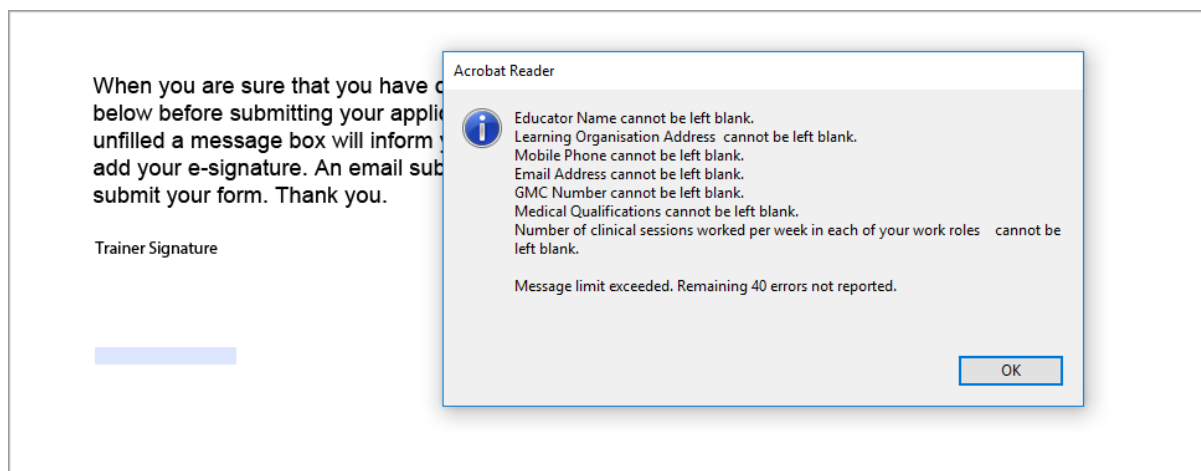 When you are sure that you have
below before submitting your appli
unfilled a message box will inform
add your e-signature. An email sub
submit your form. Thank you.
Trainer Signature
Acrobat Reader
Educator Name cannot be left blank.
Learning Organisation Address  cannot be left blank.
Mobile Phone cannot be left blank.
Email Address cannot be left blank.
GMC Number cannot be left blank.
Medical Qualifications cannot be left blank.
Number of clinical sessions worked per week in each of your work roles    cannot be
left blank.
Message limit exceeded. Remaining 40 errors not reported.
OK